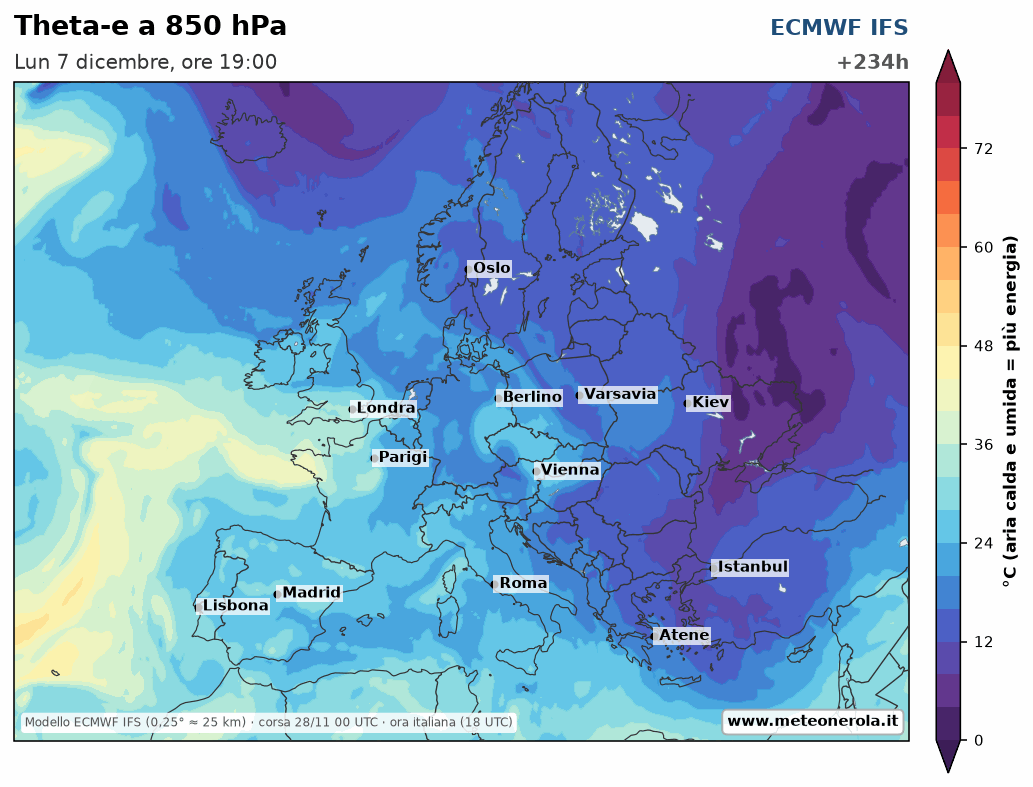 Theta-e a 850 hPa
ECMWF IFS
Lun 7 dicembre, ore 19:00
+234h
72
60
48
36
24
12
0
°C (aria calda e umida = più energia)
Oslo
Berlino
Varsavia
Kiev
Londra
Parigi
Vienna
Istanbul
Roma
Madrid
Lisbona
Atene
Modello ECMWF IFS (0,25° ≈ 25 km) · corsa 28/11 00 UTC · ora italiana (18 UTC)
www.meteonerola.it